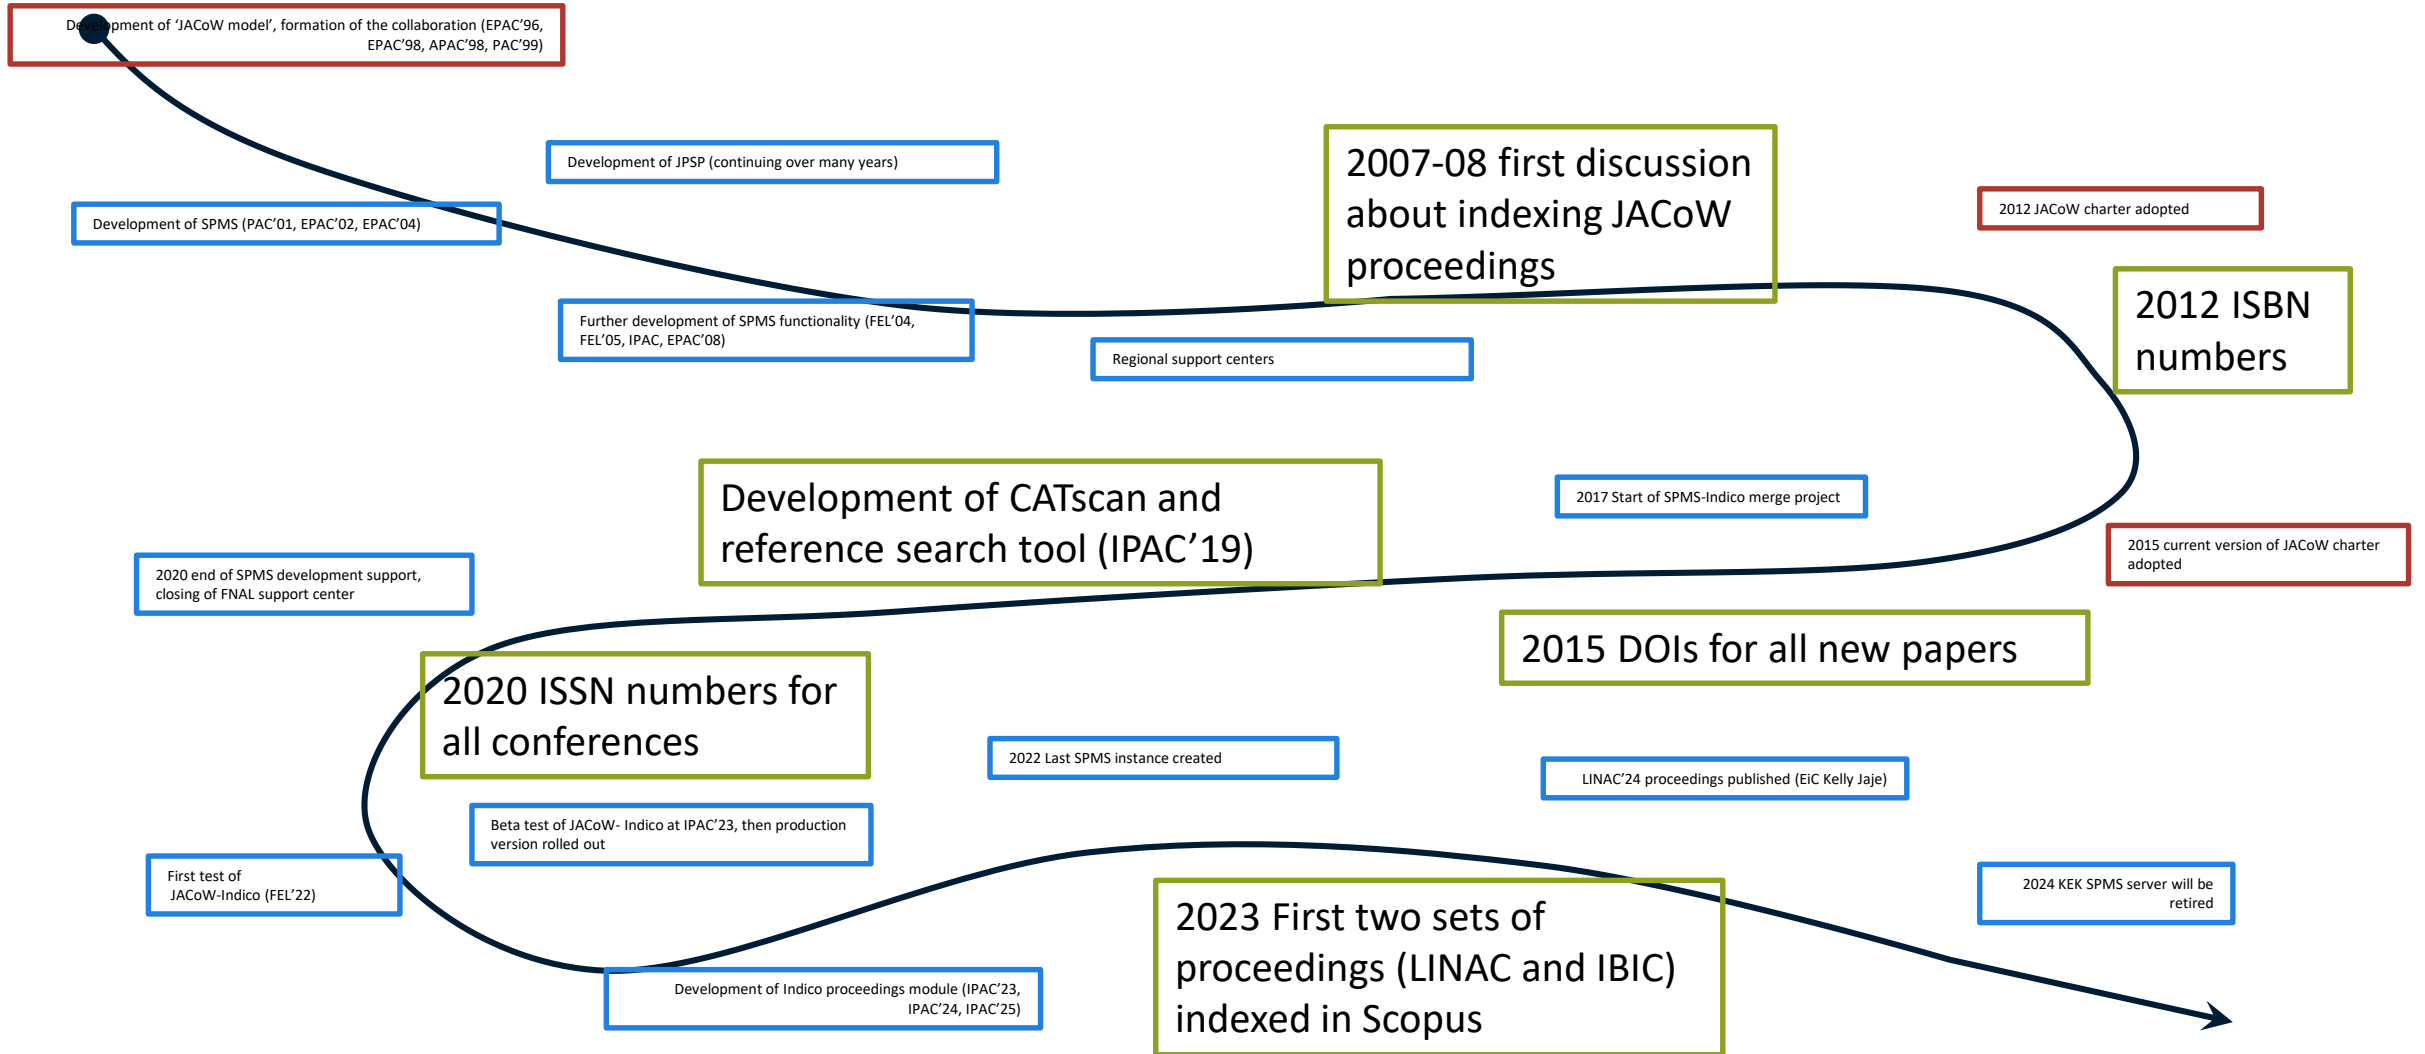 Development of ‘JACoW model’, formation of the collaboration (EPAC’96,
EPAC’98, APAC’98, PAC’99)
Development of JPSP (continuing over many years)
Development of SPMS (PAC’01, EPAC’02, EPAC’04)
2007-08 first discussion
about indexing JACoW
proceedings
2012 JACoW charter adopted
2012 ISBN
numbers
Further development of SPMS functionality (FEL’04,
FEL’05, IPAC, EPAC’08)
Regional support centers
Development of CATscan and
reference search tool (IPAC’19)
2017 Start of SPMS-Indico merge project
2015 current version of JACoW charter
adopted
2020 end of SPMS development support,
closing of FNAL support center
2015 DOIs for all new papers
2020 ISSN numbers for
all conferences
2022 Last SPMS instance created
LINAC’24 proceedings published (EiC Kelly Jaje)
Beta test of JACoW- Indico at IPAC’23, then production
version rolled out
First test of
JACoW-Indico (FEL’22)
2024 KEK SPMS server will be
retired
2023 First two sets of
proceedings (LINAC and IBIC)
indexed in Scopus
Development of Indico proceedings module (IPAC’23,
IPAC’24, IPAC’25)